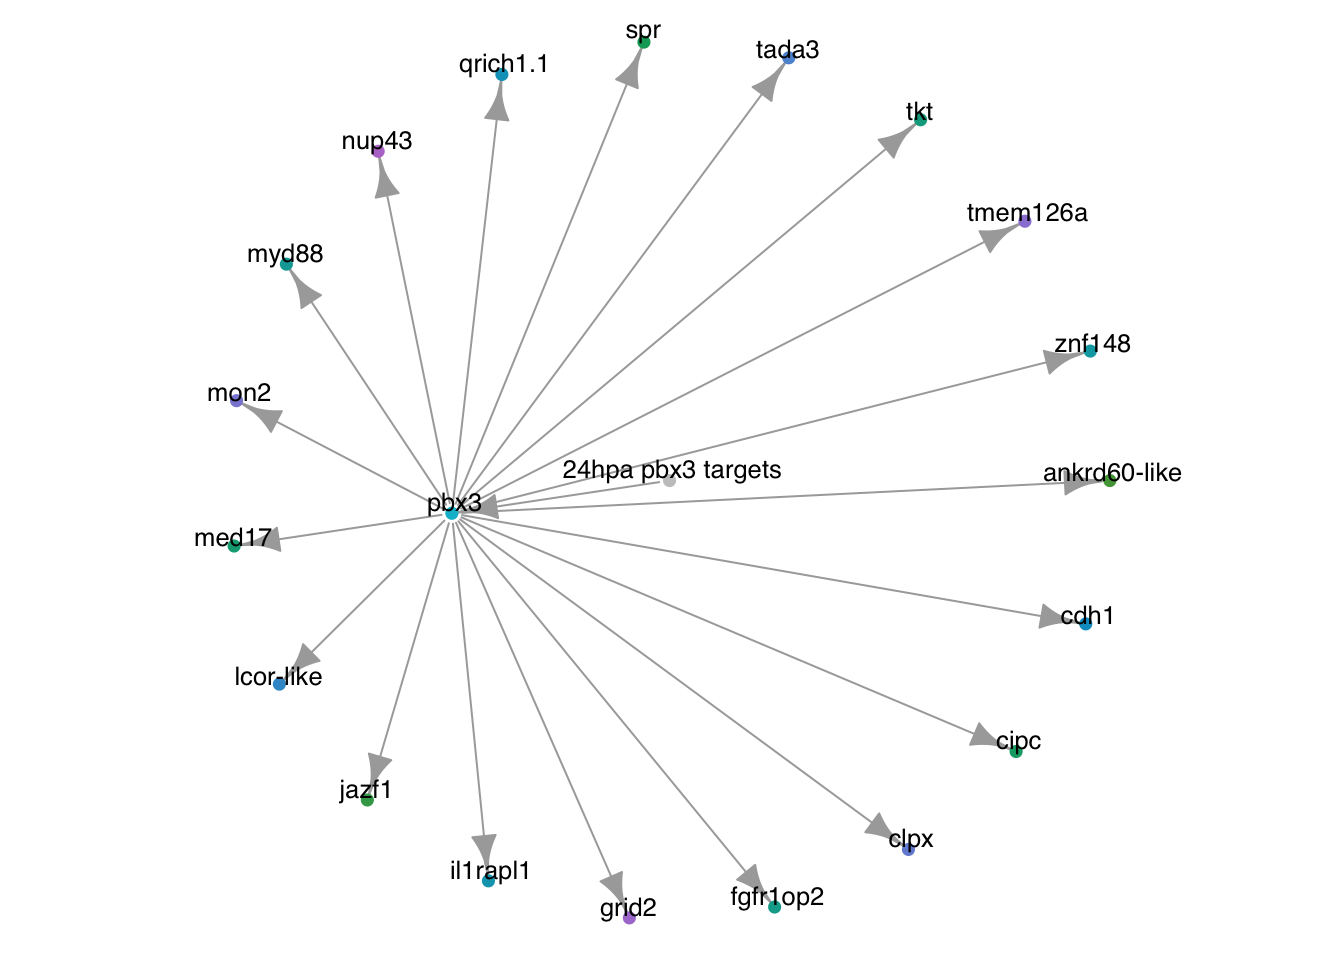 spr
tada3
qrich1.1
tkt
nup43
tmem126a
myd88
znf148
mon2
24hpa pbx3 targets
ankrd60-like
pbx3
med17
cdh1
lcor-like
cipc
jazf1
clpx
il1rapl1
fgfr1op2
grid2